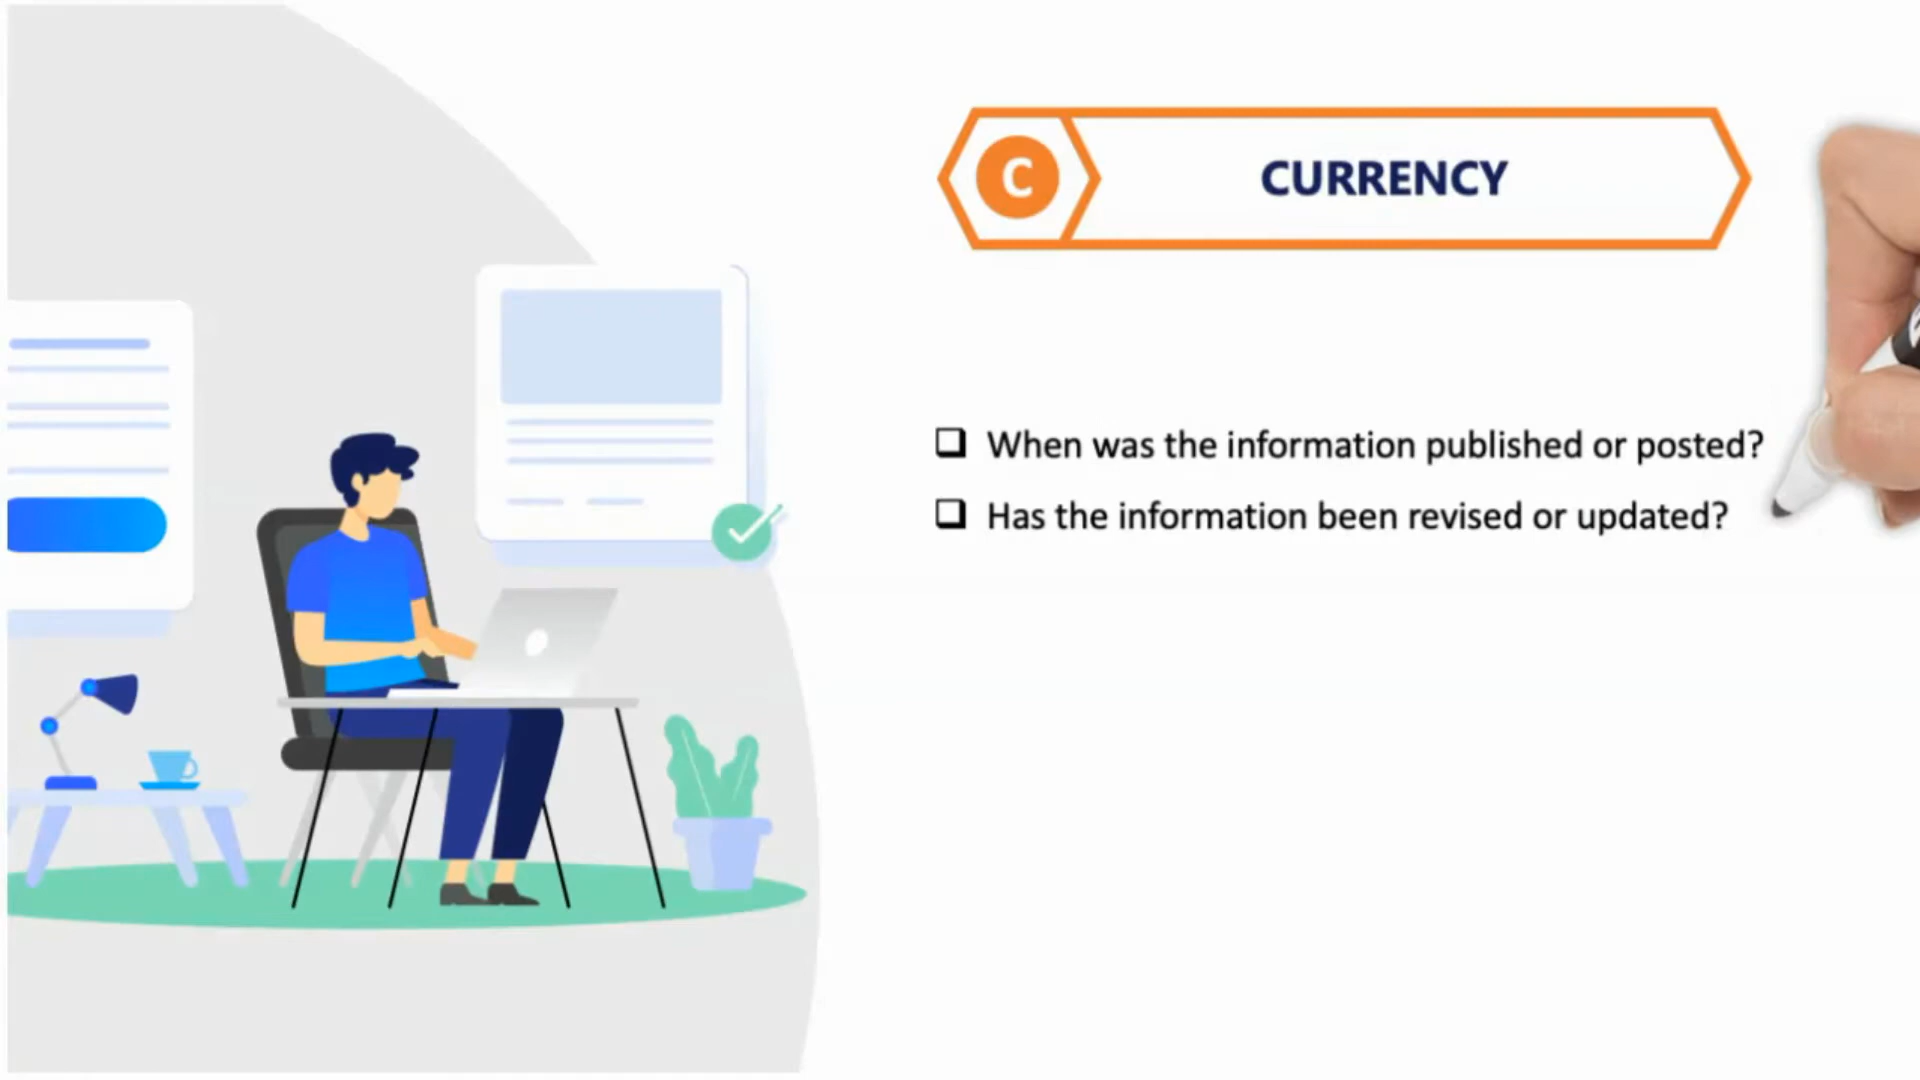 C CURRENCY
When was the information published or posted?
Has the information been revised or updated?